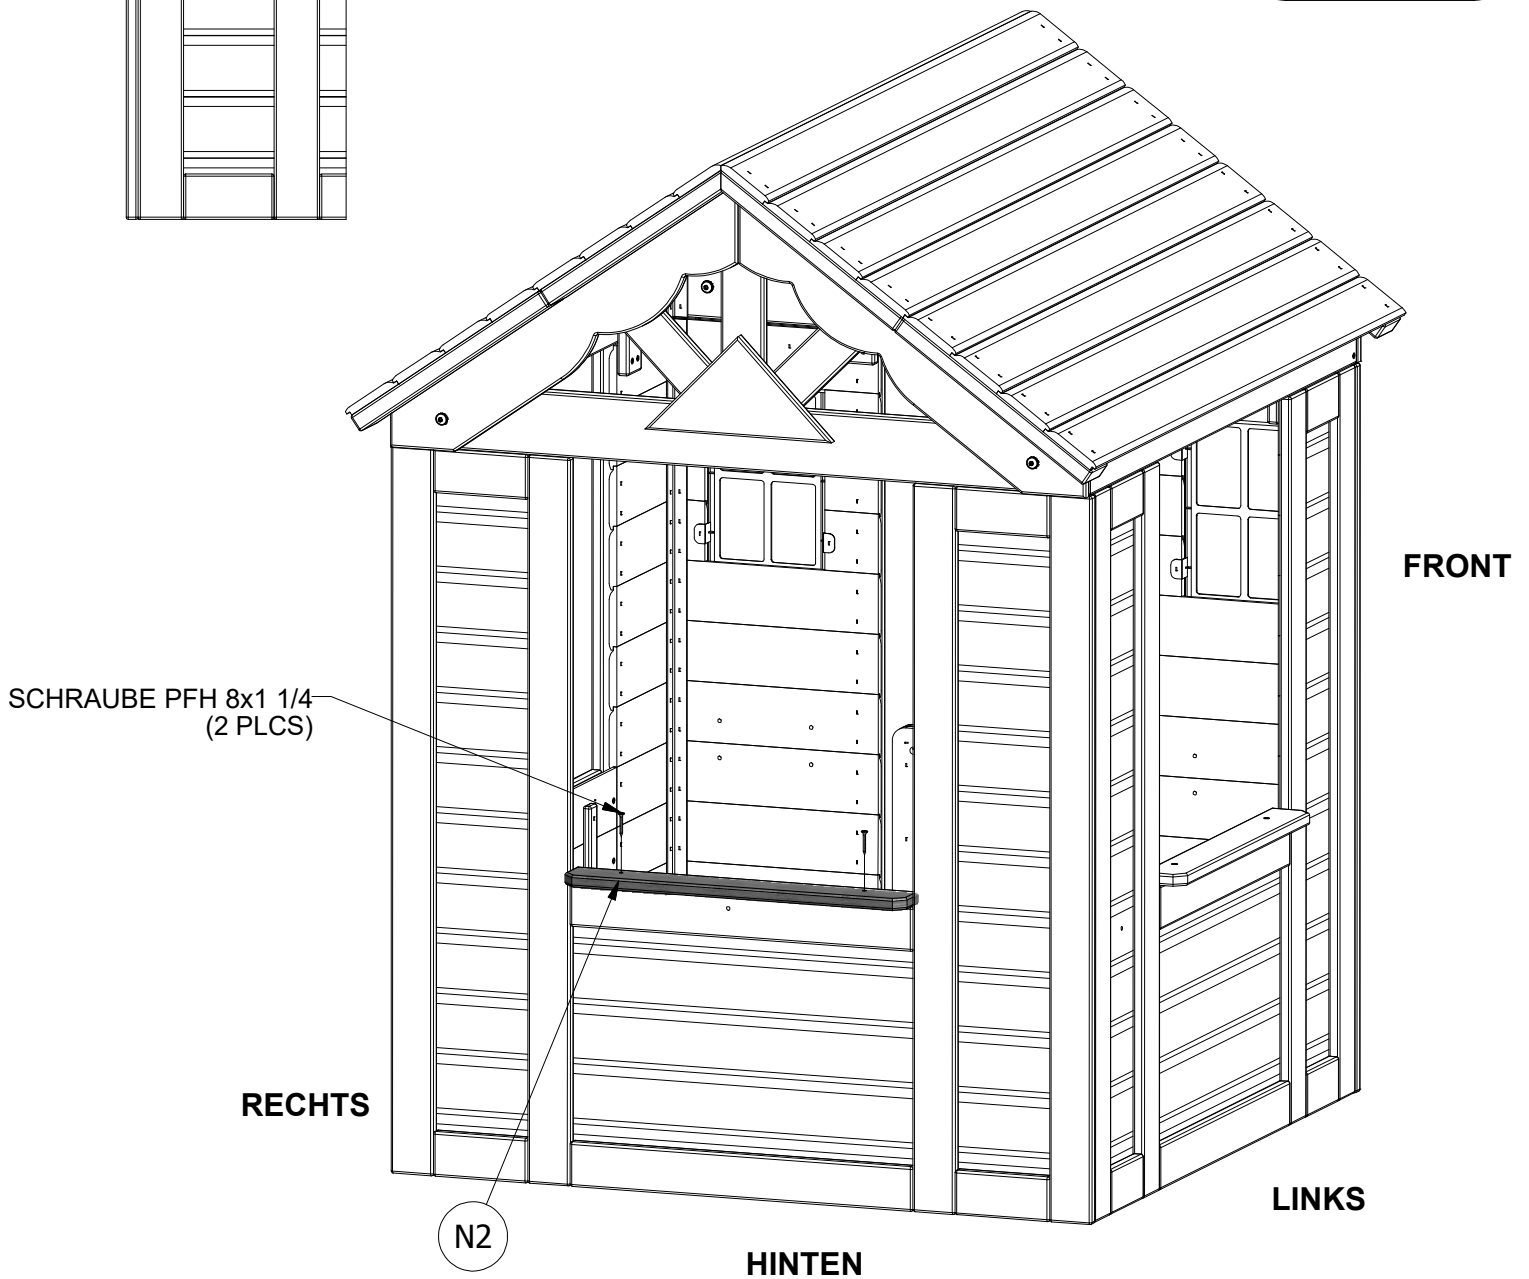 FRONT
SCHRAUBE PFH 8x1 1/4
(2 PLCS)
RECHTS
LINKS
N2
HINTEN